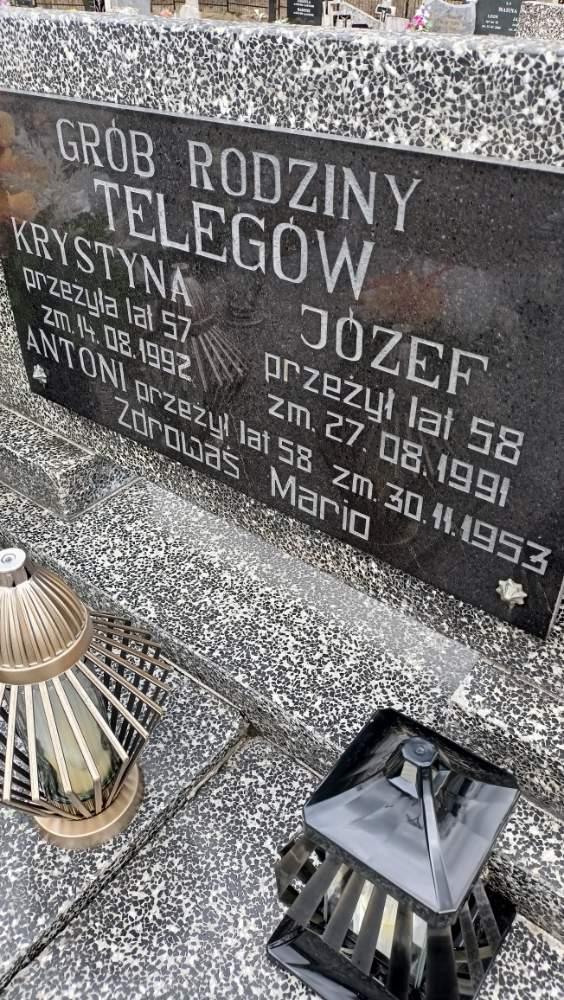 GRÓB RODZINY
TELEGÓW
KRYSTYNA
przeżyła lat 57
zm. 14.08.1992
JÓZEF
przeżył lat 58
zm. 27.08.1991
ANTONI przeżył lat 58 zm. 30.11.1953
Zdrowaś Mario